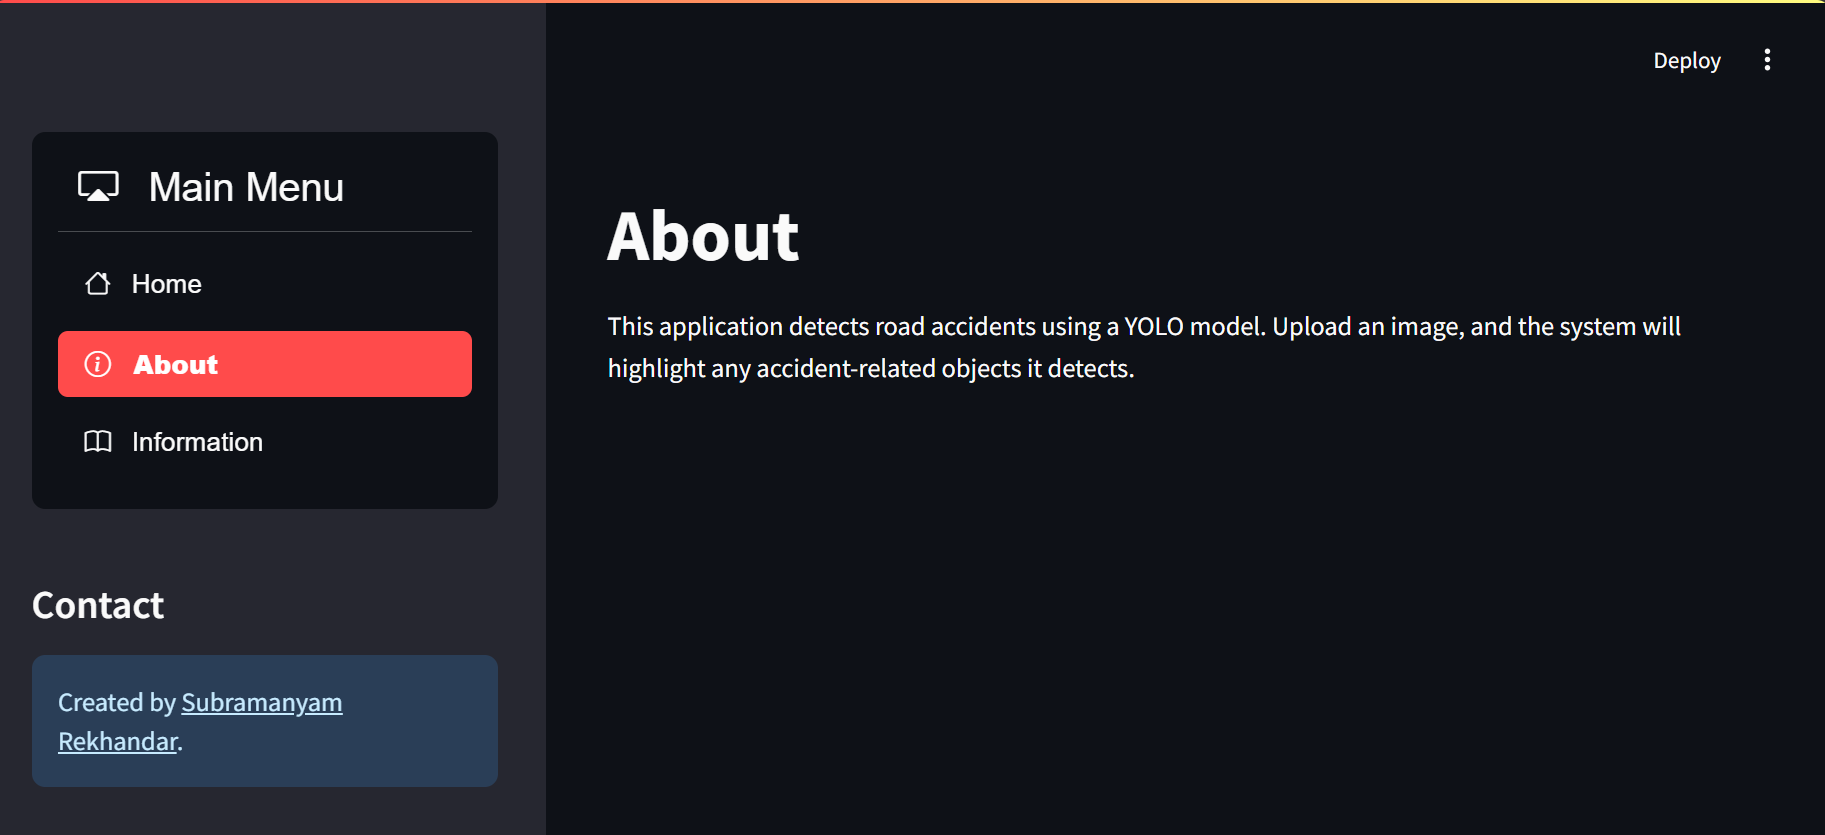 Deploy
Main Menu
Home
About
Information
Contact
Created by Subramanyam
Rekhandar.
About
This application detects road accidents using a YOLO model. Upload an image, and the system will
highlight any accident-related objects it detects.